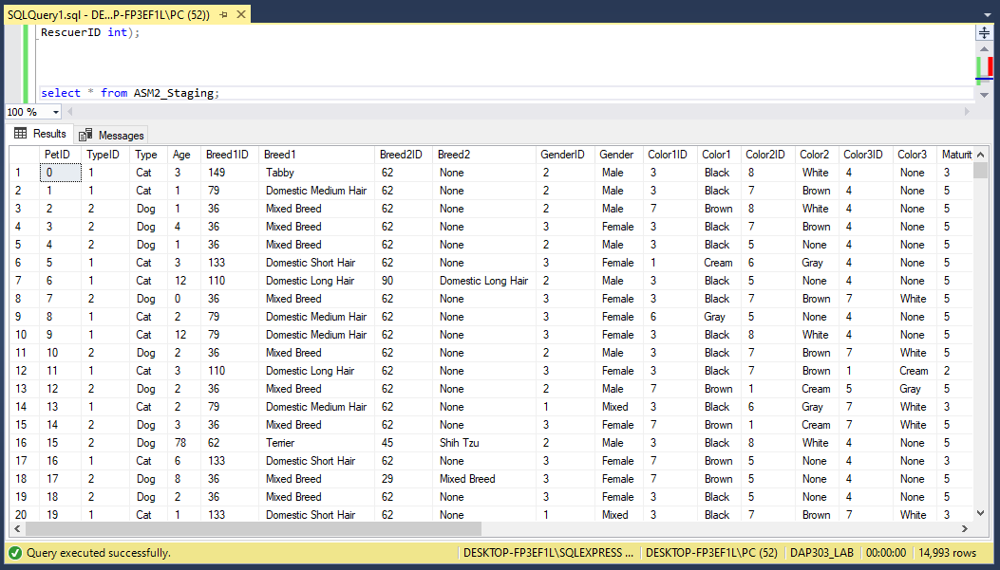 SQLQuery1.sql - DE...P-FP3EF1L\PC (52))
RescuerID int);
select * from ASM2_Staging;
100 %
Results Messages
PetID TypeID Type Age Breed1ID Breed1 Breed2ID Breed2 GenderID Gender Color1ID Color1 Color2ID Color2 Color3ID Color3 Maturit
1 0 1 Cat 3 149 Tabby 62 None 2 Male 3 Black 8 White 4 None 3
2 1 1 Cat 1 79 Domestic Medium Hair 62 None 2 Male 3 Black 7 Brown 4 None 5
3 2 2 Dog 1 36 Mixed Breed 62 None 2 Male 7 Brown 8 White 4 None 5
4 3 2 Dog 4 36 Mixed Breed 62 None 3 Female 3 Black 7 Brown 4 None 5
5 4 2 Dog 1 36 Mixed Breed 62 None 2 Male 3 Black 5 None 4 None 5
6 5 1 Cat 3 133 Domestic Short Hair 62 None 3 Female 1 Cream 6 Gray 4 None 5
7 6 1 Cat 12 110 Domestic Long Hair 90 Domestic Long Hair 2 Male 3 Black 5 None 4 None 5
8 7 2 Dog 0 36 Mixed Breed 62 None 3 Female 3 Black 7 Brown 7 White 5
9 8 1 Cat 2 79 Domestic Medium Hair 62 None 3 Female 6 Gray 5 None 4 None 5
10 9 1 Cat 12 79 Domestic Medium Hair 62 None 3 Female 3 Black 8 White 4 None 5
11 10 2 Dog 2 36 Mixed Breed 62 None 3 Female 3 Black 7 Brown 7 White 5
12 11 1 Cat 3 110 Domestic Long Hair 62 None 3 Female 3 Black 7 Brown 1 Cream 2
13 12 2 Dog 2 36 Mixed Breed 62 None 2 Male 7 Brown 1 Cream 5 Gray 5
14 13 1 Cat 2 79 Domestic Medium Hair 62 None 1 Mixed 3 Black 6 Gray 7 White 3
15 14 2 Dog 3 36 Mixed Breed 62 None 3 Female 7 Brown 1 Cream 7 White 5
16 15 2 Dog 78 62 Terrier 45 Shih Tzu 2 Male 3 Black 8 White 4 None 5
17 16 1 Cat 6 133 Domestic Short Hair 62 None 3 Female 7 Brown 5 None 4 None 3
18 17 2 Dog 8 36 Mixed Breed 29 Mixed Breed 3 Female 7 Brown 5 None 4 None 5
19 18 2 Dog 2 36 Mixed Breed 62 None 3 Female 3 Black 5 None 4 None 5
20 19 1 Cat 1 133 Domestic Short Hair 62 None 1 Mixed 3 Black 7 Brown 7 White 3
Query executed successfully. DESKTOP-FP3EF1L\SQLEXPRESS ... DESKTOP-FP3EF1L\PC (52) DAP303_LAB 00:00:00 14,993 rows